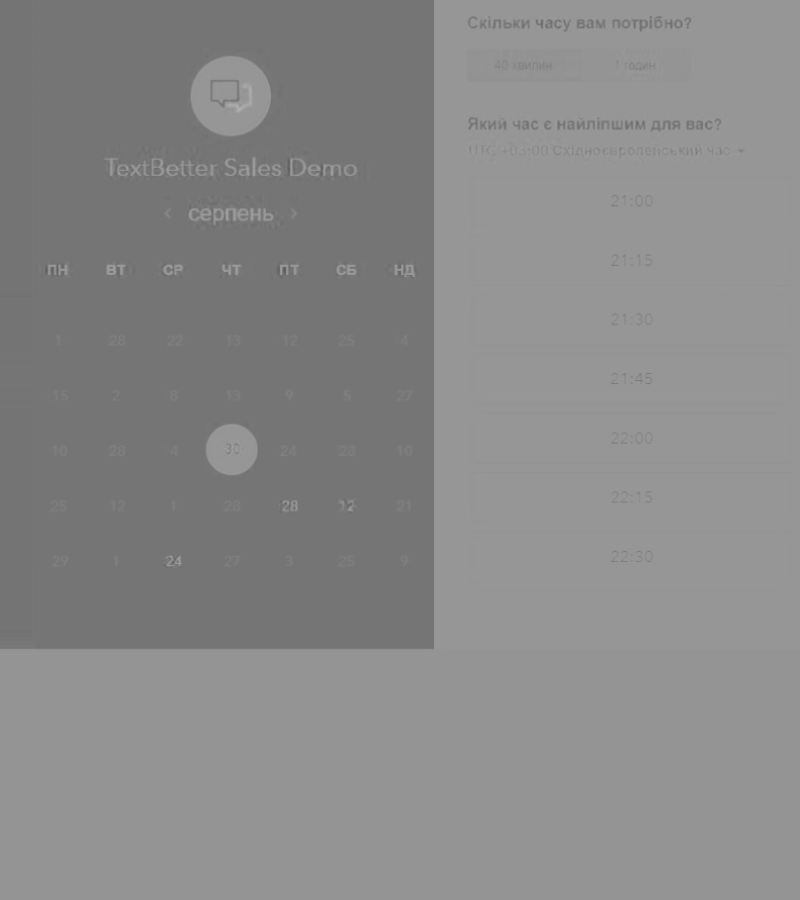 TextBetter Sales Demo
< серпень >
ПН ВТ СР ЧТ ПТ СБ НД
1 20 22 13 12 25 4
15 2 8 13 9 5 27
10 28 4 30 24 28 10
25 12 1 28 28 12 21
29 1 24 27 3 25 9
Скільки часу вам потрібно?
40 хвилин 1 годин
Який час є найліпшим для вас?
UTC +03:00 Східноєвропейський час
21:00
21:15
21:30
21:45
22:00
22:15
22:30